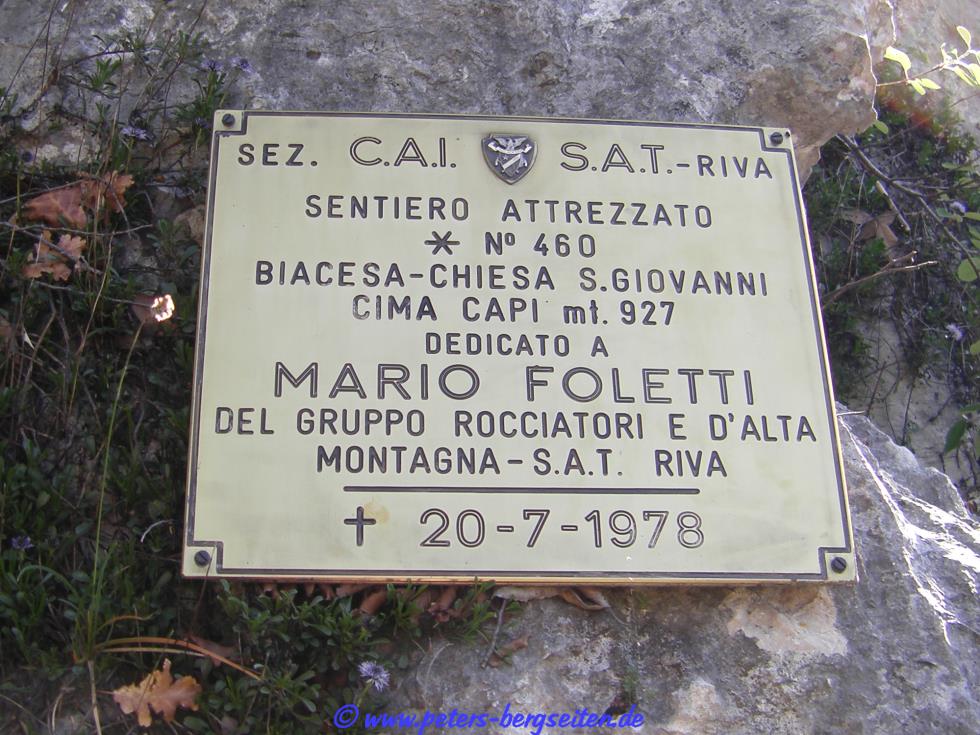 SEZ. C.A.I. S.A.T.-RIVA
SENTIERO ATTREZZATO
* Nº 460
BIACESA-CHIESA S.GIOVANNI
CIMA CAPI mt. 927
DEDICATO A
MARIO FOLETTI
DEL GRUPPO ROCCIATORI E D'ALTA
MONTAGNA-S.A.T. RIVA
† 20-7-1978
© www.peters-bergseiten.de